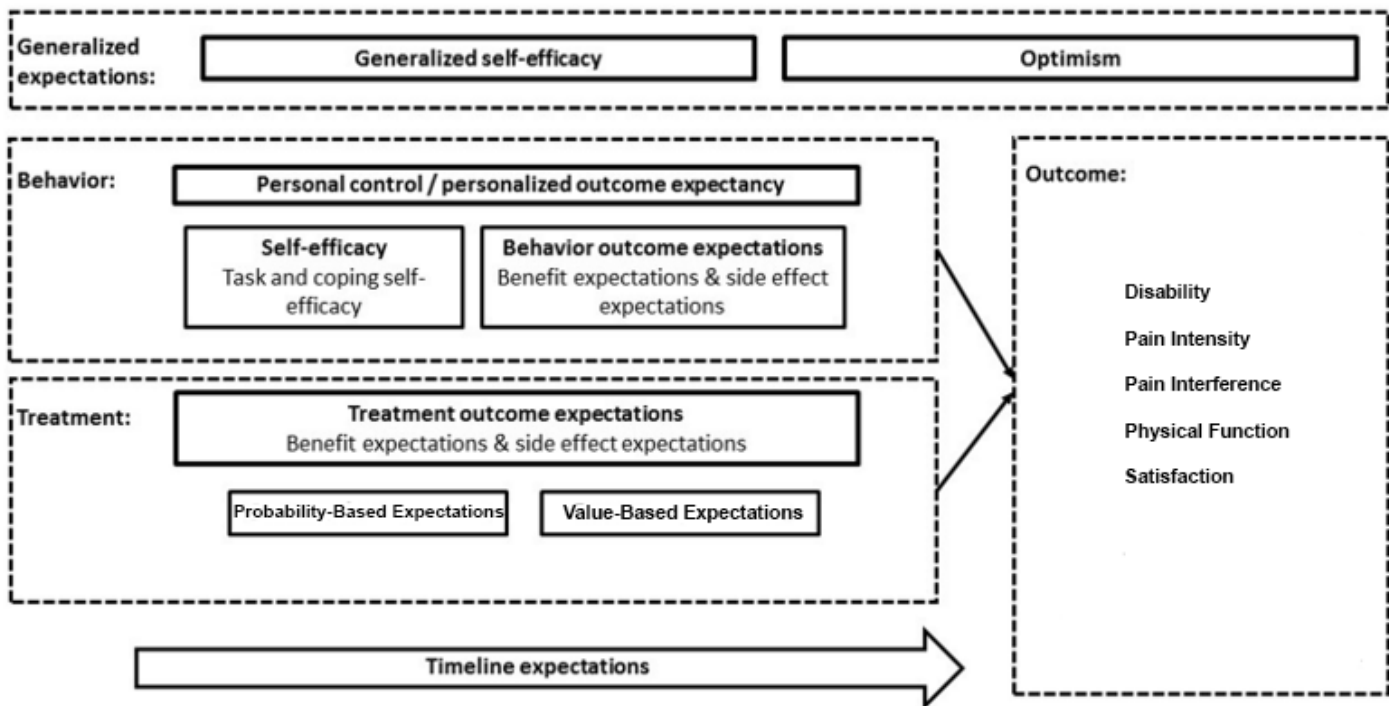 Generalized
expectations:
Generalized self-efficacy
Optimism
Behavior:
Personal control / personalized outcome expectancy
Self-efficacy
Task and coping self-
efficacy
Behavior outcome expectations
Benefit expectations & side effect
expectations
Treatment:
Treatment outcome expectations
Benefit expectations & side effect expectations
Probability-Based Expectations
Value-Based Expectations
Timeline expectations
Outcome:
Disability
Pain Intensity
Pain Interference
Physical Function
Satisfaction